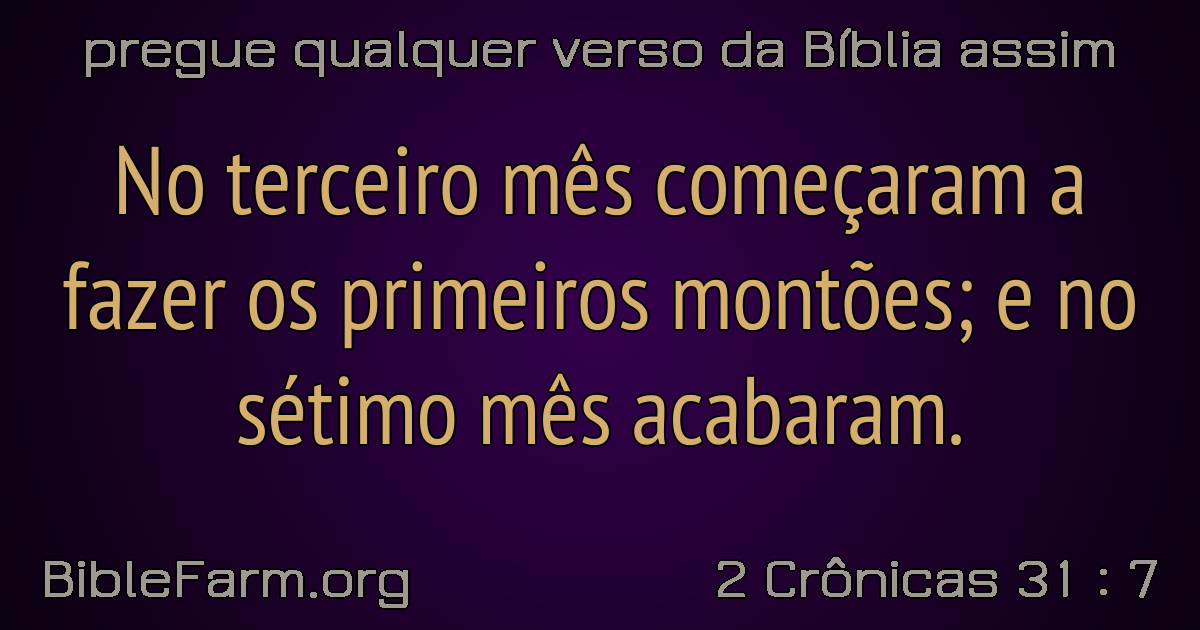 pregue qualquer verso da Bíblia assim
No terceiro mês começaram a
fazer os primeiros montões; e no
sétimo mês acabaram.
BibleFarm.org
2 Crônicas 31 : 7